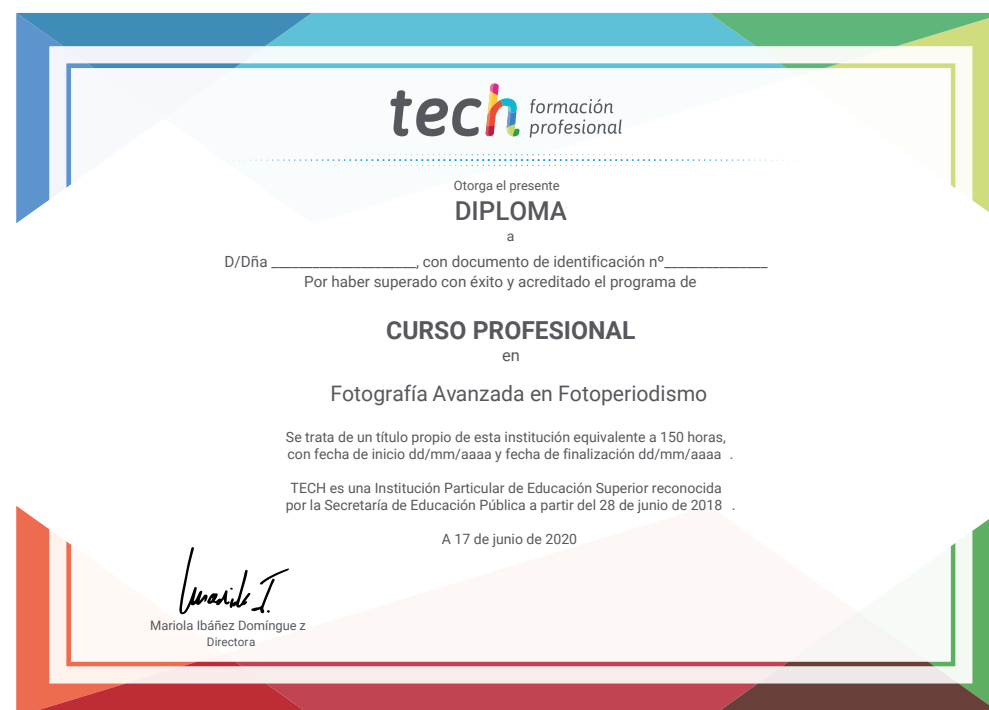 tech formación
profesional
Otorga el presente
DIPLOMA
a
D/Dña _____________________, con documento de identificación nº_______________
Por haber superado con éxito y acreditado el programa de
CURSO PROFESIONAL
en
Fotografía Avanzada en Fotoperiodismo
Se trata de un título propio de esta institución equivalente a 150 horas,
con fecha de inicio dd/mm/aaaa y fecha de finalización dd/mm/aaaa .
TECH es una Institución Particular de Educación Superior reconocida
por la Secretaría de Educación Pública a partir del 28 de junio de 2018 .
A 17 de junio de 2020
Mariola Ibáñez Domíngue z
Directora